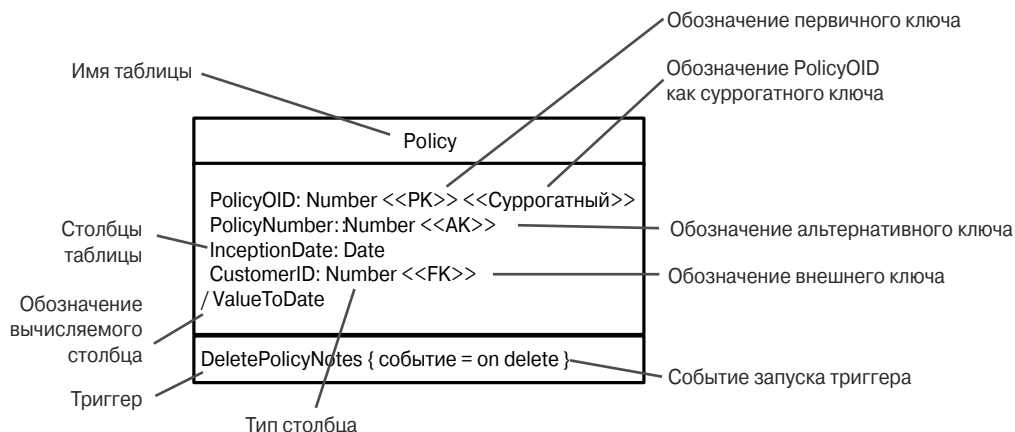 Обозначение первичного ключа
Имя таблицы
Обозначение PolicyOID
как суррогатного ключа
Policy
PolicyOID: Number <<PK>> <<Суррогатный>>
PolicyNumber: :Number <<AK>>
InceptionDate: Date
CustomerID: Number <<FK>>
/ ValueToDate
Столбцы
таблицы
Обозначение альтернативного ключа
Обозначение внешнего ключа
Обозначение
вычисляемого
столбца
DeletePolicyNotes { событие = on delete }
Событие запуска триггера
Триггер
Тип столбца